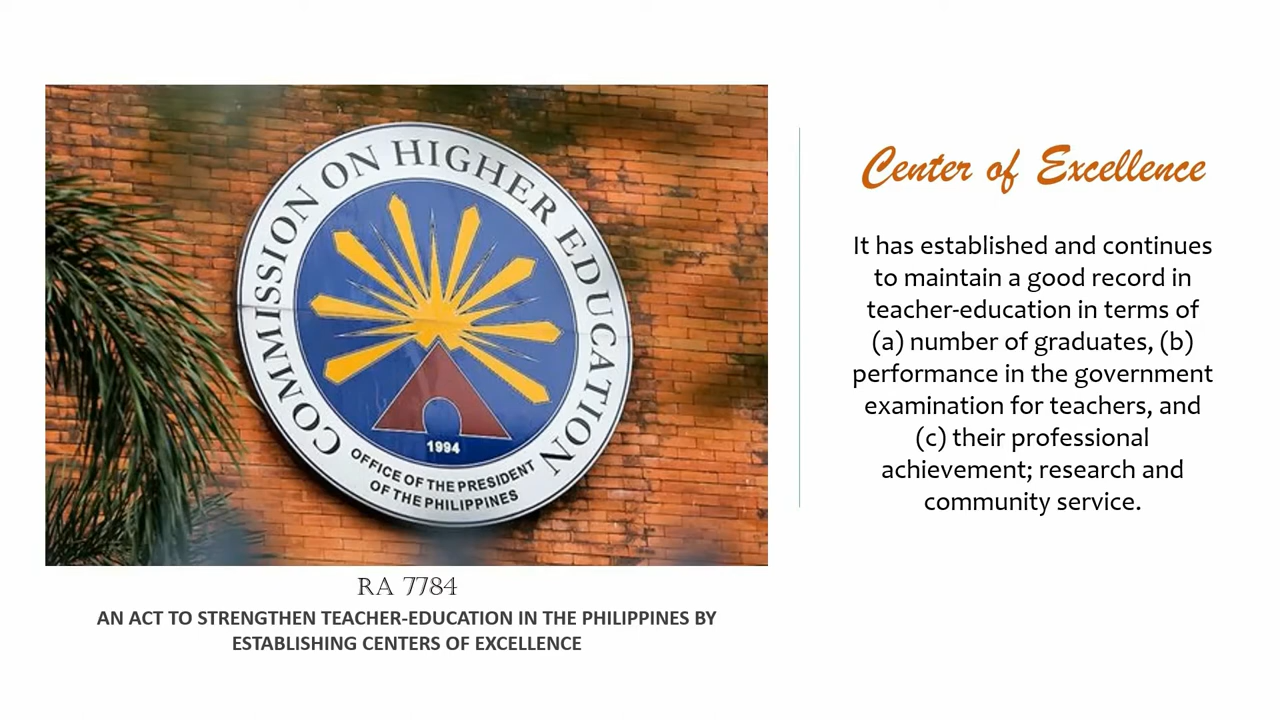 COMMISSION ON HIGHER EDUCATION
1994
OFFICE OF THE PRESIDENT
OF THE PHILIPPINES
RA 7784
AN ACT TO STRENGTHEN TEACHER-EDUCATION IN THE PHILIPPINES BY
ESTABLISHING CENTERS OF EXCELLENCE
Center of Excellence
It has established and continues
to maintain a good record in
teacher-education in terms of
(a) number of graduates, (b)
performance in the government
examination for teachers, and
(c) their professional
achievement; research and
community service.